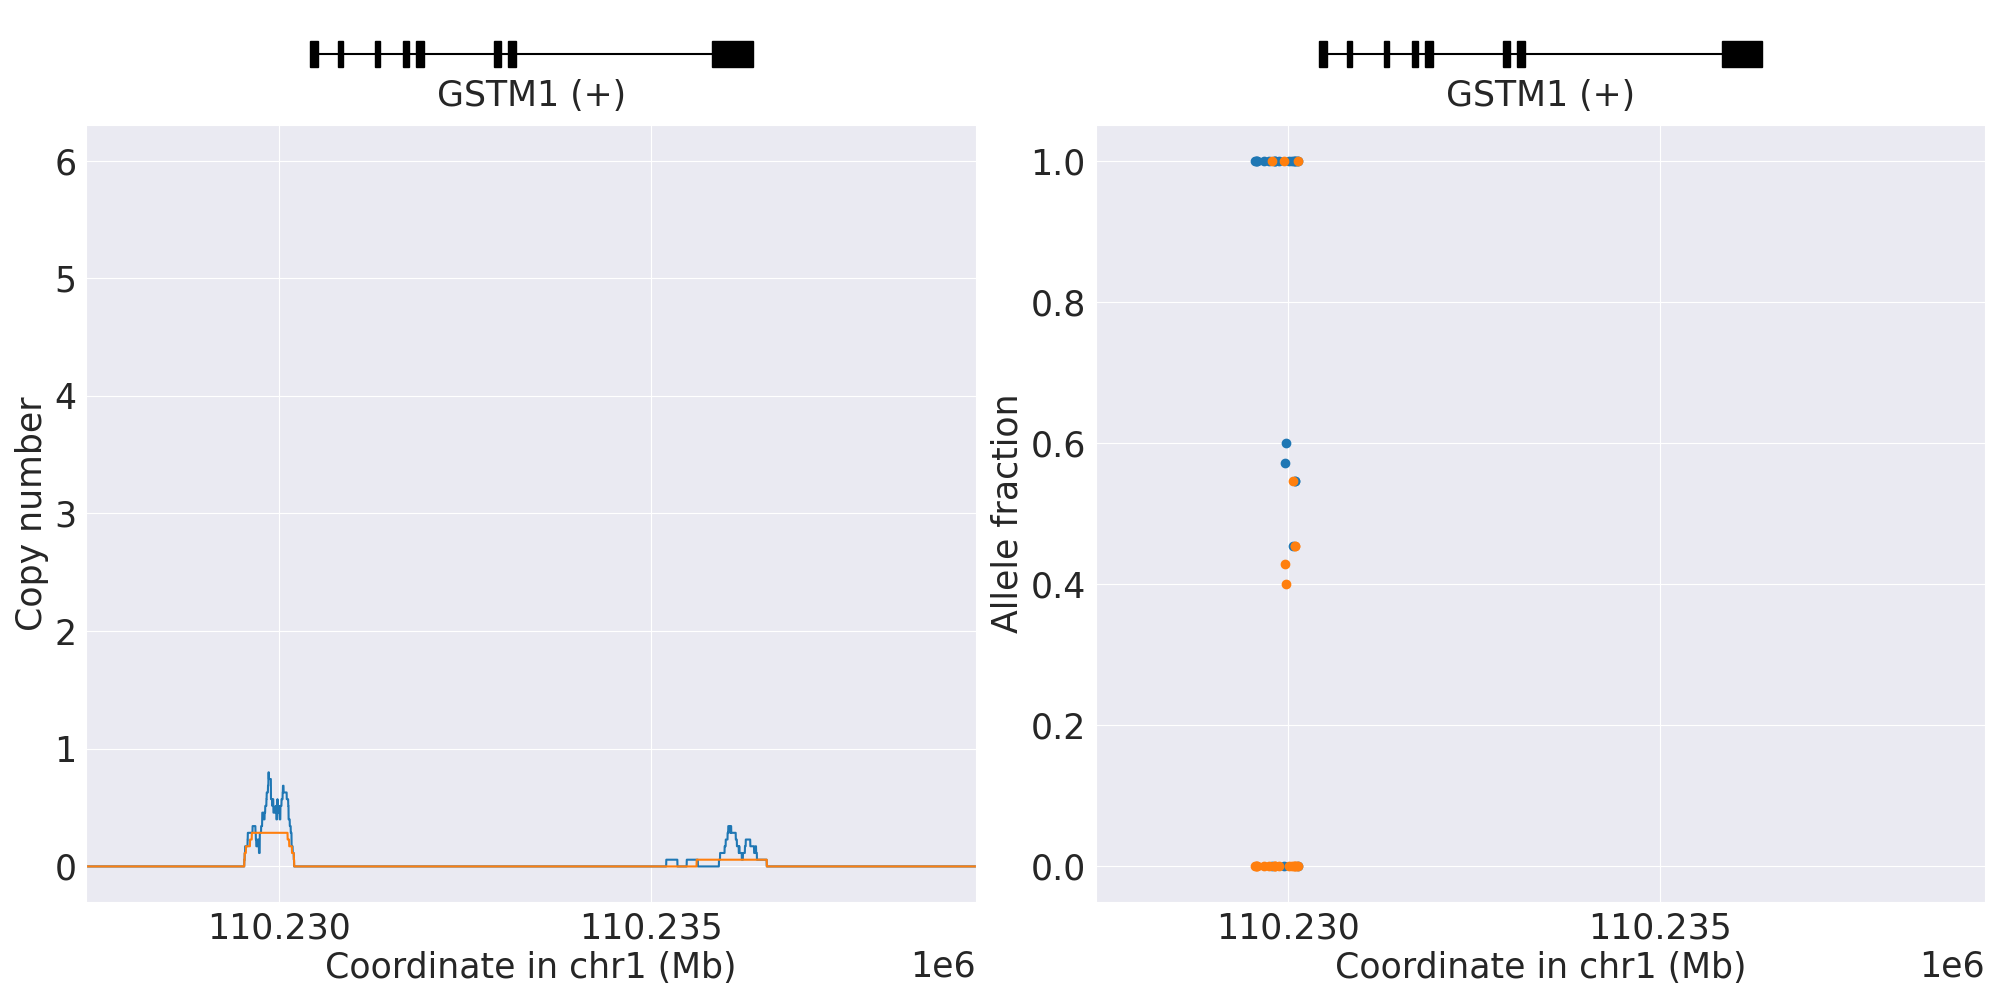 GSTM1 (+)
6
5
4
3
2
1
0
Copy number
110.230
110.235
Coordinate in chr1 (Mb)
1e6
GSTM1 (+)
1.0
0.8
0.6
0.4
0.2
0.0
Allele fraction
110.230
110.235
Coordinate in chr1 (Mb)
1e6